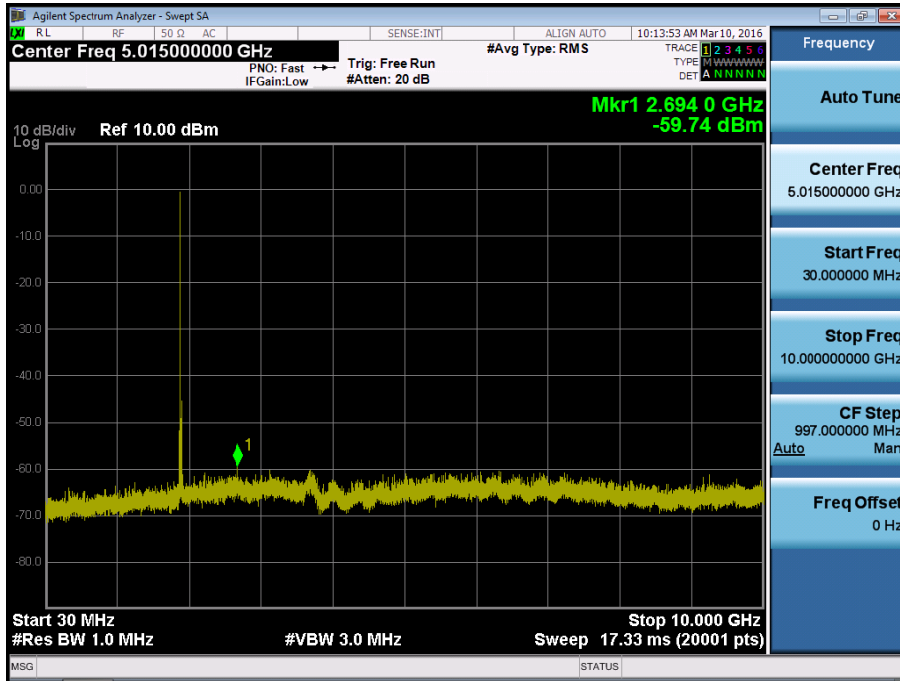 Agilent Spectrum Analyzer - Swept SA
LXI RL RF 50 Ω AC SENSE:INT ALIGN AUTO 10:13:53 AM Mar 10, 2016
Center Freq 5.015000000 GHz #Avg Type: RMS TRACE 1 2 3 4 5 6
PNO: Fast Trig: Free Run TYPE M WWWWW
IFGain:Low #Atten: 20 dB DET A N N N N N
Mkr1 2.694 0 GHz
-59.74 dBm
10 dB/div Ref 10.00 dBm
Log
0.00
-10.0
-20.0
-30.0
-40.0
-50.0
1
-60.0
-70.0
-80.0
Start 30 MHz Stop 10.000 GHz
#Res BW 1.0 MHz #VBW 3.0 MHz Sweep 17.33 ms (20001 pts)
MSG STATUS
Frequency
Auto Tune
Center Freq
5.015000000 GHz
Start Freq
30.000000 MHz
Stop Freq
10.000000000 GHz
CF Step
997.000000 MHz
Auto Man
Freq Offset
0 Hz